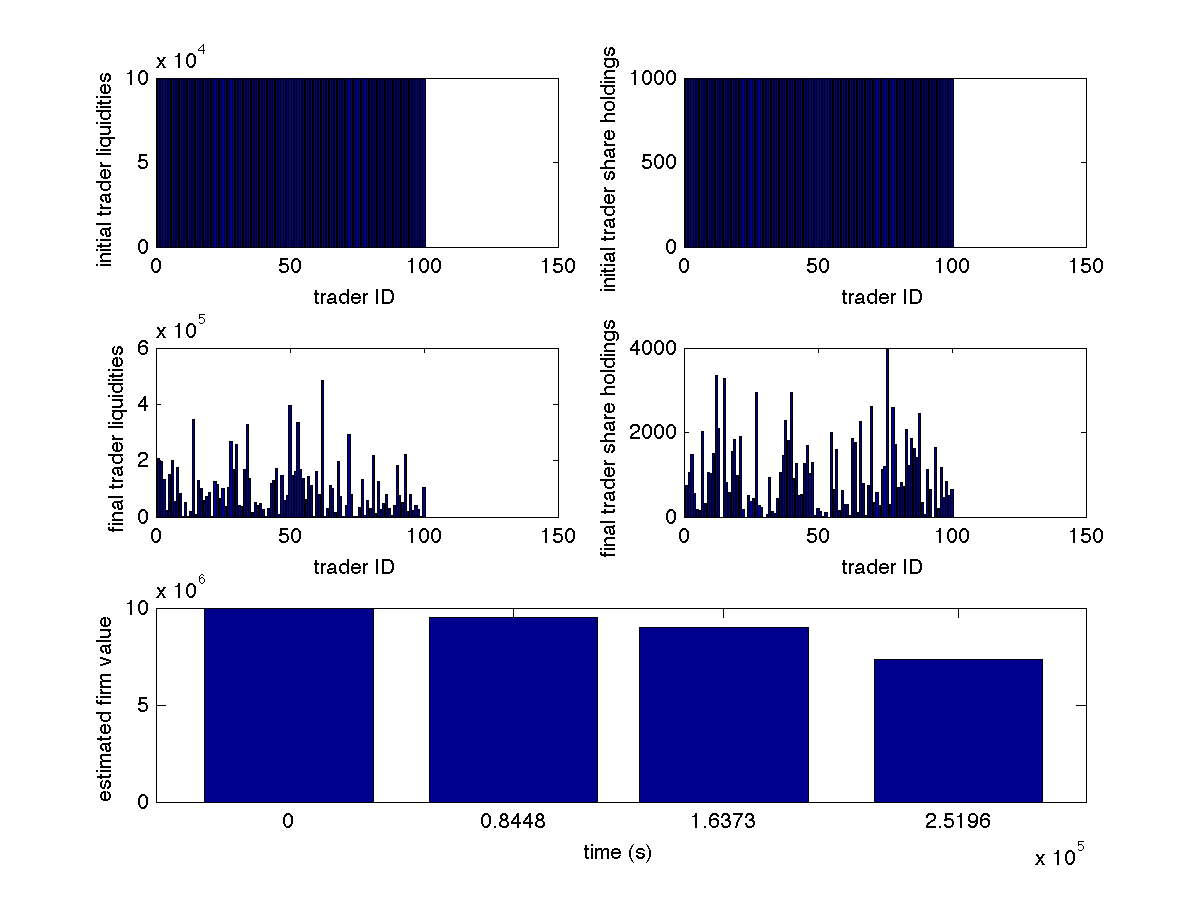 x 10^4
10
5
0
initial trader liquidities
0 50 100 150
trader ID
1000
500
0
initial trader share holdings
0 50 100 150
trader ID
x 10^5
6
4
2
0
final trader liquidities
0 50 100 150
trader ID
4000
2000
0
final trader share holdings
0 50 100 150
trader ID
x 10^6
10
5
0
estimated firm value
0 0.8448 1.6373 2.5196
time (s)
x 10^5